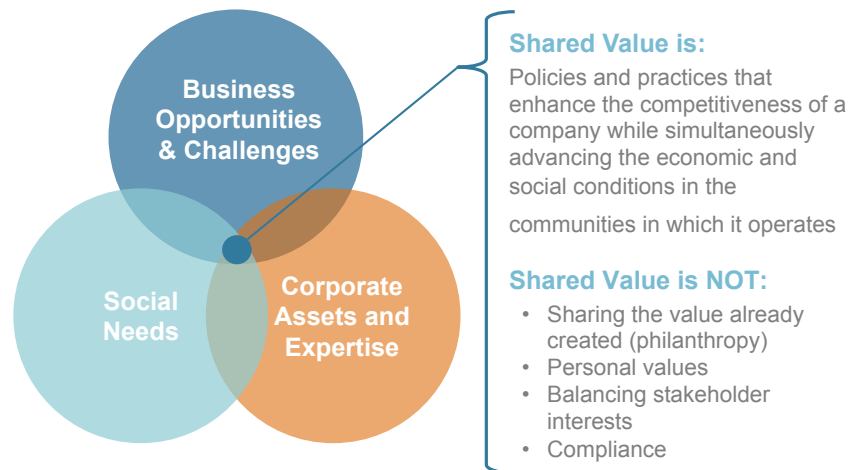 Business
Opportunities
& Challenges
Social
Needs
Corporate
Assets and
Expertise
Shared Value is:
Policies and practices that
enhance the competitiveness of a
company while simultaneously
advancing the economic and
social conditions in the
communities in which it operates
Shared Value is NOT:
• Sharing the value already
created (philanthropy)
• Personal values
• Balancing stakeholder
interests
• Compliance